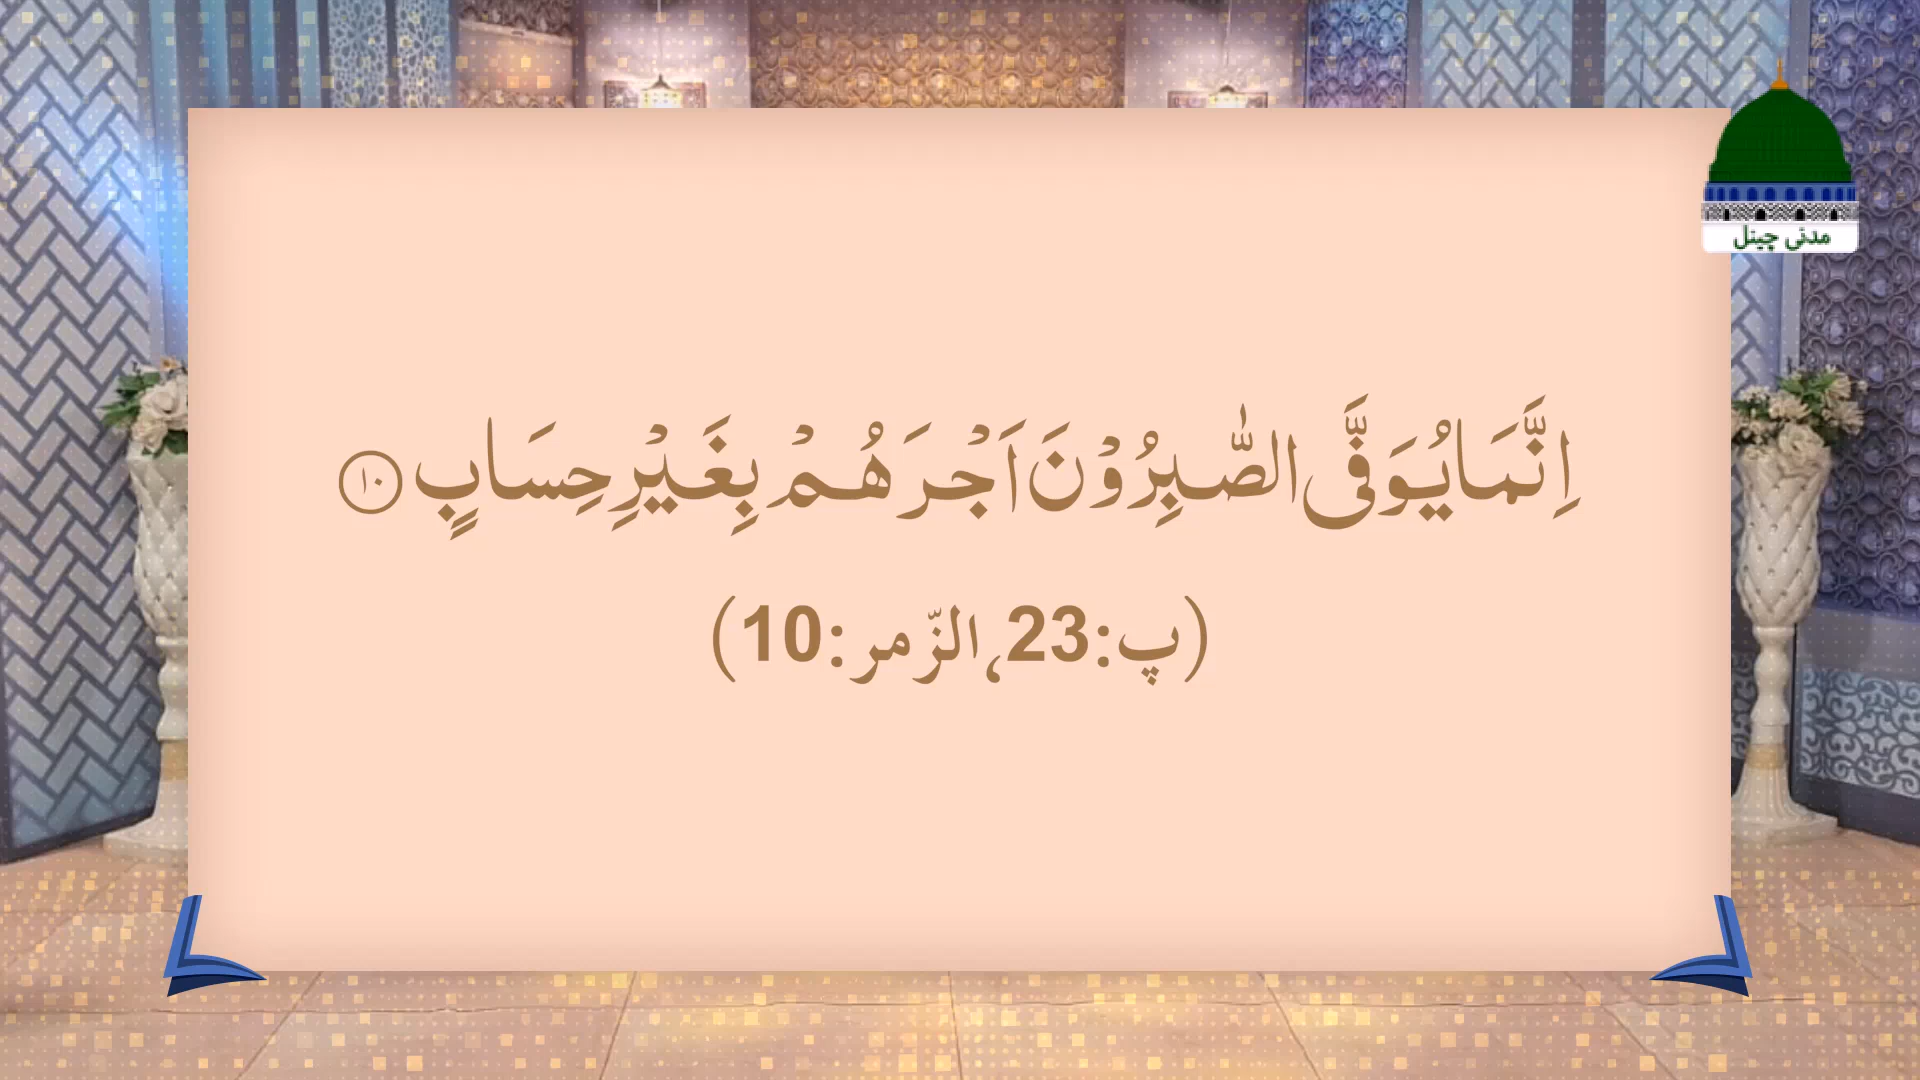 مدنی چینل
اِنَّمَا یُوَفَّی الصّٰبِرُوْنَ اَجْرَهُمْ بِغَیْرِ حِسَابٍ ۱۰
(پ:23،الزّمر:10)